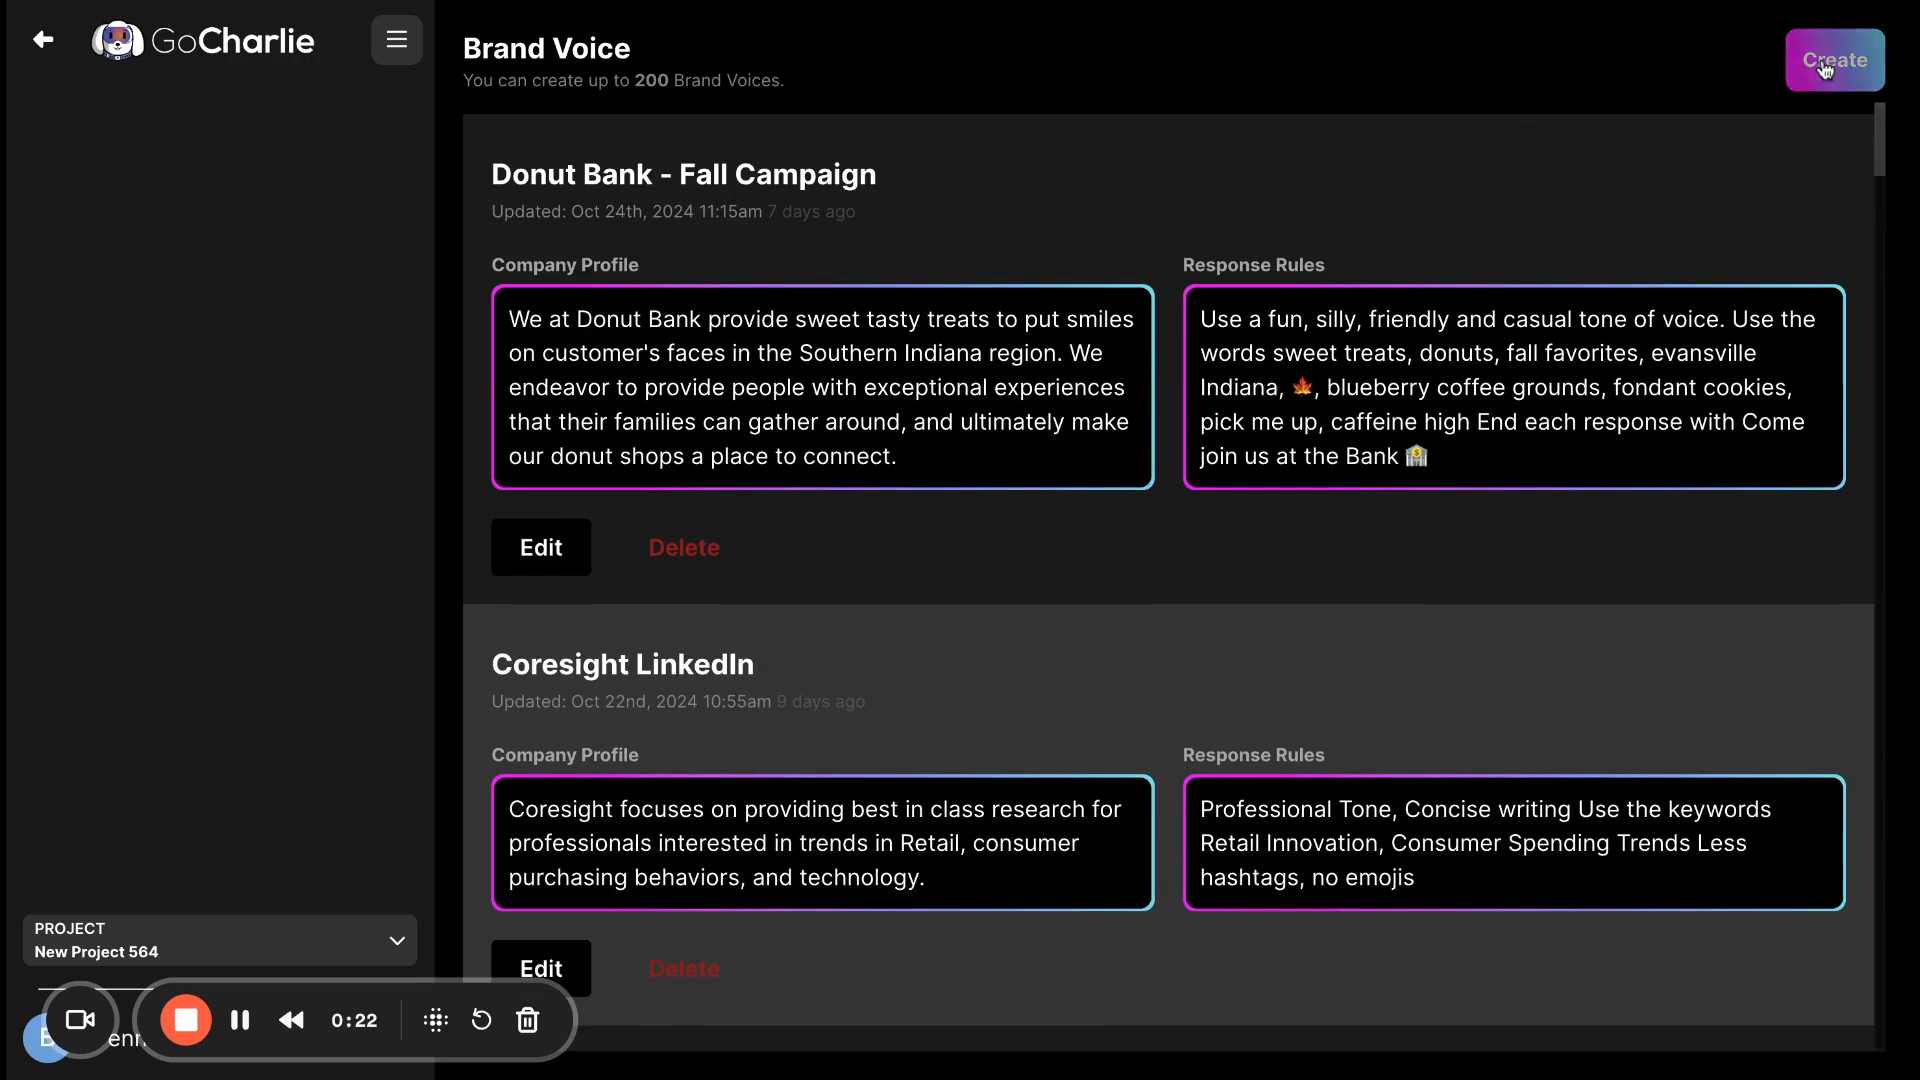 GoCharlie
Brand Voice
You can create up to 200 Brand Voices.
Create
Donut Bank - Fall Campaign
Updated: Oct 24th, 2024 11:15am 7 days ago
Company Profile
We at Donut Bank provide sweet tasty treats to put smiles
on customer's faces in the Southern Indiana region. We
endeavor to provide people with exceptional experiences
that their families can gather around, and ultimately make
our donut shops a place to connect.
Response Rules
Use a fun, silly, friendly and casual tone of voice. Use the
words sweet treats, donuts, fall favorites, evansville
Indiana, 🍁, blueberry coffee grounds, fondant cookies,
pick me up, caffeine high End each response with Come
join us at the Bank 🏦
Edit
Delete
Coresight LinkedIn
Updated: Oct 22nd, 2024 10:55am 9 days ago
Company Profile
Coresight focuses on providing best in class research for
professionals interested in trends in Retail, consumer
purchasing behaviors, and technology.
Response Rules
Professional Tone, Concise writing Use the keywords
Retail Innovation, Consumer Spending Trends Less
hashtags, no emojis
Edit
Delete
PROJECT
New Project 564
0:22